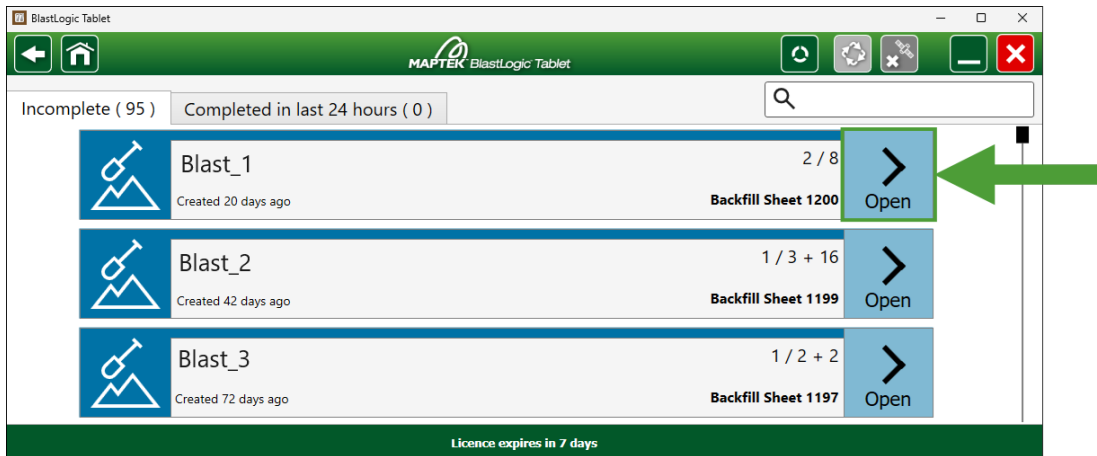 BlastLogic Tablet
MAPTEK BlastLogic Tablet
Incomplete ( 95 )
Completed in last 24 hours ( 0 )
Blast_1
2 / 8
Created 20 days ago
Backfill Sheet 1200
Open
Blast_2
1 / 3 + 16
Created 42 days ago
Backfill Sheet 1199
Open
Blast_3
1 / 2 + 2
Created 72 days ago
Backfill Sheet 1197
Open
Licence expires in 7 days